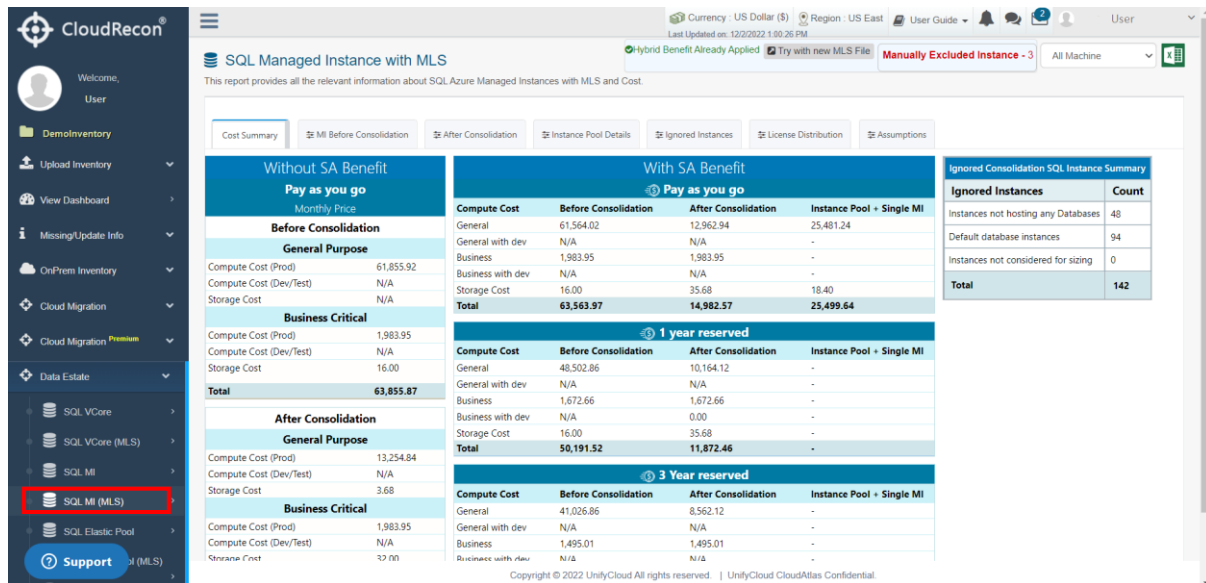 CloudRecon®
Currency : US Dollar ($) Region : US East User Guide 2 User
Last Updated on: 12/2/2022 1:00:26 PM
Welcome,
User
DemoInventory
Upload Inventory
View Dashboard
Missing/Update Info
OnPrem Inventory
Cloud Migration
Cloud Migration Premium
Data Estate
SQL VCore
SQL VCore (MLS)
SQL MI
SQL MI (MLS)
SQL Elastic Pool
ol (MLS)
Support
SQL Managed Instance with MLS
Hybrid Benefit Already Applied Try with new MLS File Manually Excluded Instance - 3 All Machine
This report provides all the relevant information about SQL Azure Managed Instances with MLS and Cost.
Cost Summary MI Before Consolidation After Consolidation Instance Pool Details Ignored Instances License Distribution Assumptions
Without SA Benefit
Pay as you go
Monthly Price
Before Consolidation
General Purpose
Compute Cost (Prod) 61,855.92
Compute Cost (Dev/Test) N/A
Storage Cost N/A
Business Critical
Compute Cost (Prod) 1,983.95
Compute Cost (Dev/Test) N/A
Storage Cost 16.00
Total 63,855.87
After Consolidation
General Purpose
Compute Cost (Prod) 13,254.84
Compute Cost (Dev/Test) N/A
Storage Cost 3.68
Business Critical
Compute Cost (Prod) 1,983.95
Compute Cost (Dev/Test) N/A
Storage Cost 32.00
With SA Benefit
Pay as you go
Compute Cost Before Consolidation After Consolidation Instance Pool + Single MI
General 61,564.02 12,962.94 25,481.24
General with dev N/A N/A -
Business 1,983.95 1,983.95 -
Business with dev N/A N/A -
Storage Cost 16.00 35.68 18.40
Total 63,563.97 14,982.57 25,499.64
1 year reserved
Compute Cost Before Consolidation After Consolidation Instance Pool + Single MI
General 48,502.86 10,164.12 -
General with dev N/A N/A -
Business 1,672.66 1,672.66 -
Business with dev N/A 0.00 -
Storage Cost 16.00 35.68 -
Total 50,191.52 11,872.46 -
3 Year reserved
Compute Cost Before Consolidation After Consolidation Instance Pool + Single MI
General 41,026.86 8,562.12 -
General with dev N/A N/A -
Business 1,495.01 1,495.01 -
Business with dev N/A N/A -
Ignored Consolidation SQL Instance Summary
Ignored Instances Count
Instances not hosting any Databases 48
Default database instances 94
Instances not considered for sizing 0
Total 142
Copyright © 2022 UnifyCloud All rights reserved. | UnifyCloud CloudAtlas Confidential.